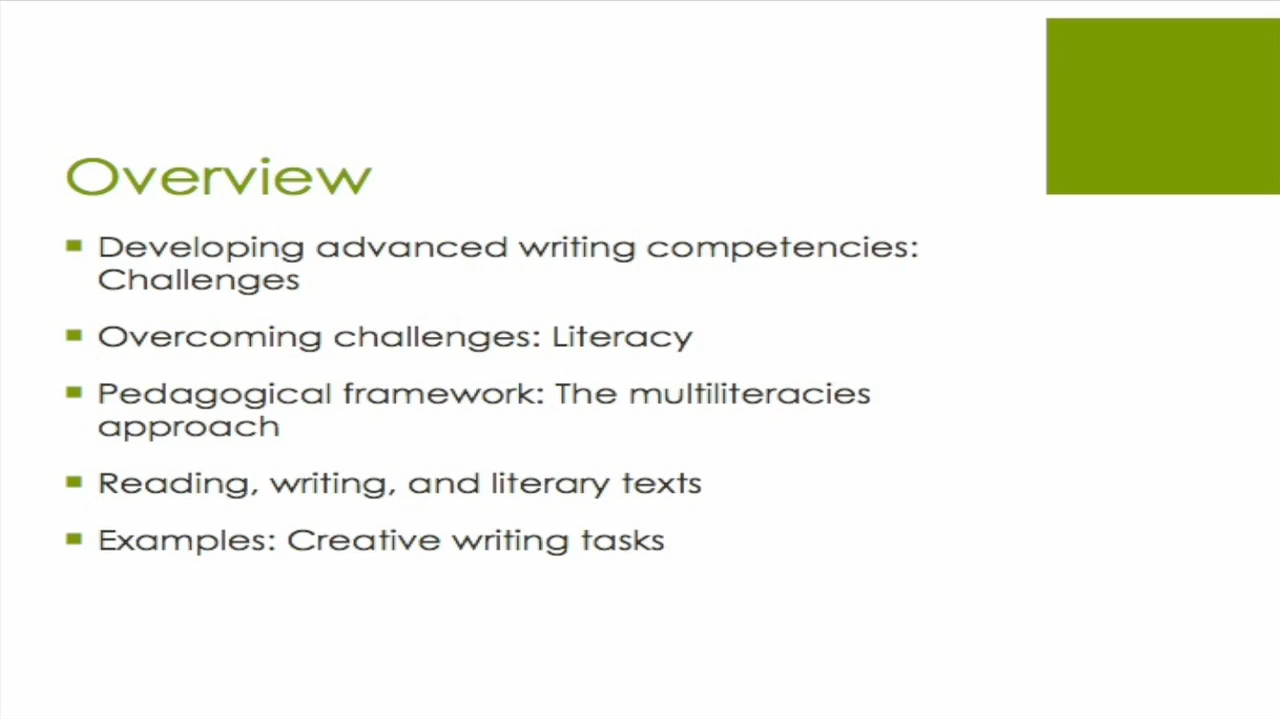 Overview
Developing advanced writing competencies:
Challenges
Overcoming challenges: Literacy
Pedagogical framework: The multiliteracies
approach
Reading, writing, and literary texts
Examples: Creative writing tasks